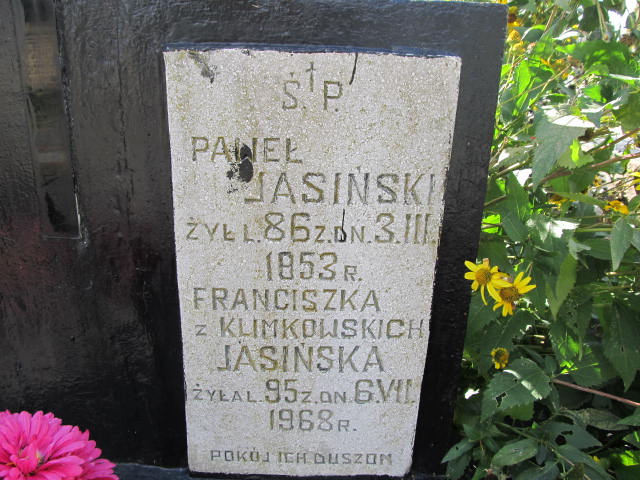 Ś.†P.
PAWEŁ
JASIŃSKI
ŻYŁ L. 86 Z. DN. 3.III.
1953 R.
FRANCISZKA
Z KLIMKOWSKICH
JASIŃSKA
ŻYŁA L. 95 Z. DN. 6.VII.
1968 R.
POKÓJ ICH DUSZOM